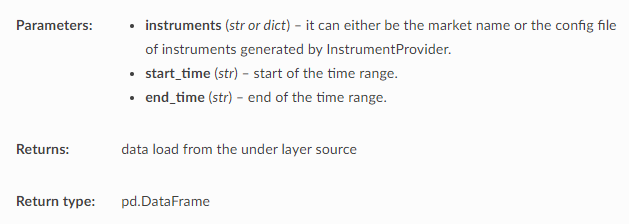 Parameters: • instruments (str or dict) – it can either be the market name or the config file
of instruments generated by InstrumentProvider.
• start_time (str) – start of the time range.
• end_time (str) – end of the time range.
Returns: data load from the under layer source
Return type: pd.DataFrame